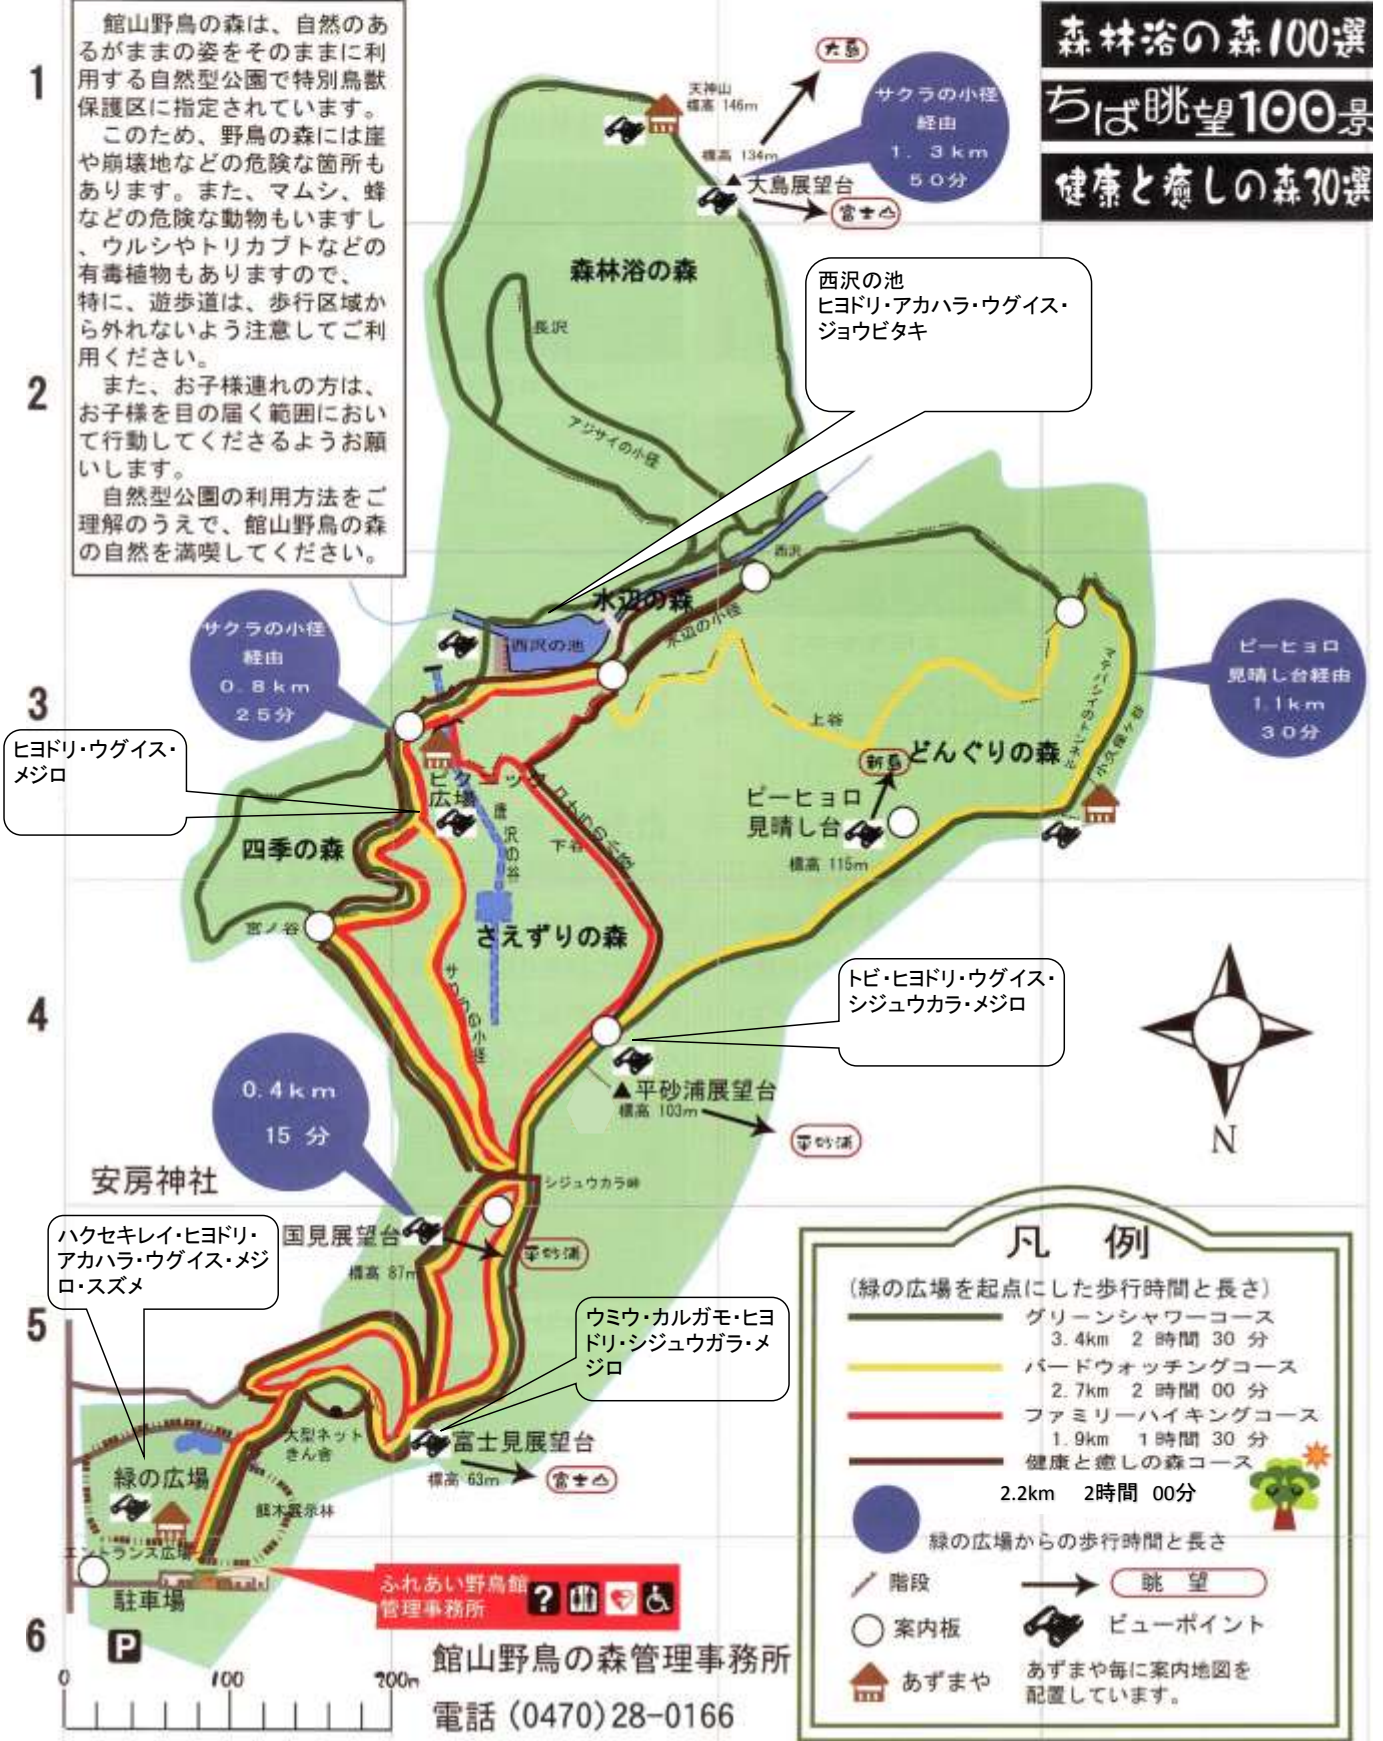 館山野鳥の森は、自然のあ
るがままの姿をそのままに利
用する自然型公園で特別鳥獣
保護区に指定されています。
このため、野鳥の森には崖
や崩壊地などの危険な箇所も
あります。また、マムシ、蜂
などの危険な動物もいますし
、ウルシやトリカブトなどの
有毒植物もありますので、
特に、遊歩道は、歩行区域か
ら外れないよう注意してご利
用ください。
また、お子様連れの方は、
お子様を目の届く範囲におい
て行動してくださるようお願
いします。
自然型公園の利用方法をご
理解のうえで、館山野鳥の森
の自然を満喫してください。
森林浴の森100選
ちば眺望100景
健康と癒しの森30選
1
2
3
4
5
6
大島
天神山
標高 146m
サクラの小径
経由
1. 3km
50分
標高 134m
大島展望台
富士山
森林浴の森
西沢の池
ヒヨドリ・アカハラ・ウグイス・
ジョウビタキ
長沢
アジサイの小径
西沢
水辺の森
水辺の小径
西沢の池
サクラの小径
経由
0.8km
25分
ピーヒョロ
見晴し台経由
1.1km
30分
マテバシイのトンネル
小久保ヶ谷
上谷
どんぐりの森
新島
ピーヒョロ
見晴し台
標高 115m
ヒヨドリ・ウグイス・
メジロ
ピクニック
広場
唐沢の谷
下谷
四季の森
宮ノ谷
さえずりの森
サクラの小径
トビ・ヒヨドリ・ウグイス・
シジュウカラ・メジロ
▲平砂浦展望台
標高 103m
平砂浦
N
0.4km
15 分
安房神社
シジュウカラ峠
国見展望台
標高 87m
平砂浦
ハクセキレイ・ヒヨドリ・
アカハラ・ウグイス・メジ
ロ・スズメ
ウミウ・カルガモ・ヒヨ
ドリ・シジュウガラ・メ
ジロ
大型ネット
きん舎
富士見展望台
標高 63m
富士山
緑の広場
餌木展示林
エントランス広場
駐車場
P
ふれあい野鳥館
管理事務所
?
館山野鳥の森管理事務所
電話 (0470)28-0166
0 100 200m
凡 例
(緑の広場を起点にした歩行時間と長さ)
グリーンシャワーコース
3.4km 2 時間 30 分
バードウォッチングコース
2.7km 2 時間 00 分
ファミリーハイキングコース
1.9km 1時間 30 分
健康と癒しの森コース
2.2km 2時間 00分
緑の広場からの歩行時間と長さ
階段
眺 望
案内板
ビューポイント
あずまや
あずまや毎に案内地図を
配置しています。